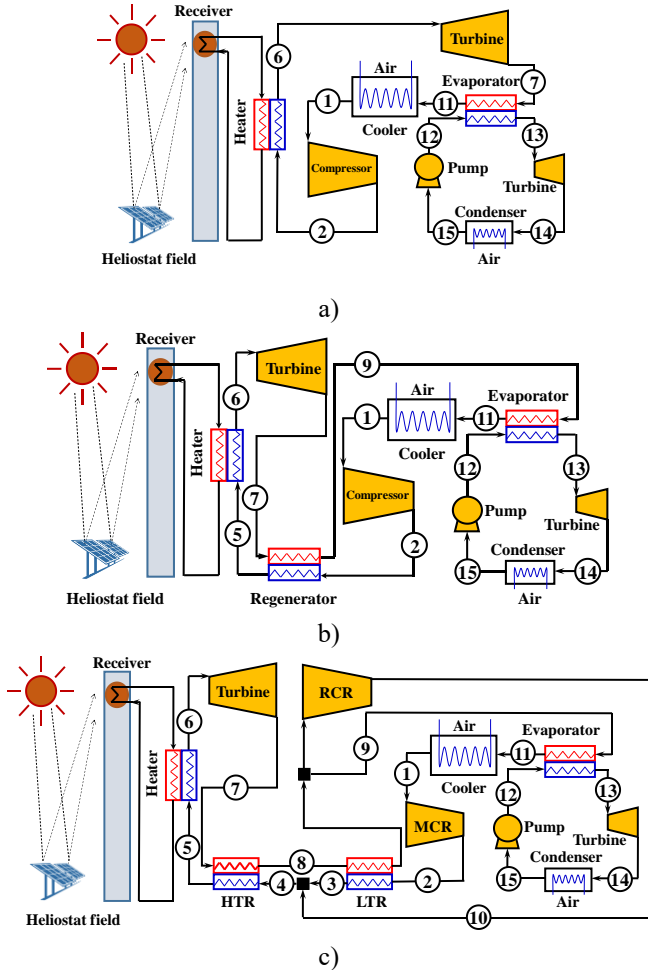 Receiver
Σ
6
Turbine
Air
Evaporator
7
1
11
Heater
Cooler
12
13
Compressor
Pump
Turbine
Condenser
2
15
14
Heliostat field
Air
a)
Receiver
Σ
6
Turbine
9
Air
Evaporator
1
11
Heater
Cooler
12
13
7
Compressor
Pump
Turbine
5
2
Condenser
15
14
Heliostat field
Regenerator
Air
b)
Receiver
Σ
6
Turbine
RCR
Air
Evaporator
9
11
1
Heater
Cooler
7
12
13
MCR
Pump
Turbine
5
8
Condenser
4
3
2
15
14
Heliostat field
HTR
LTR
Air
10
c)